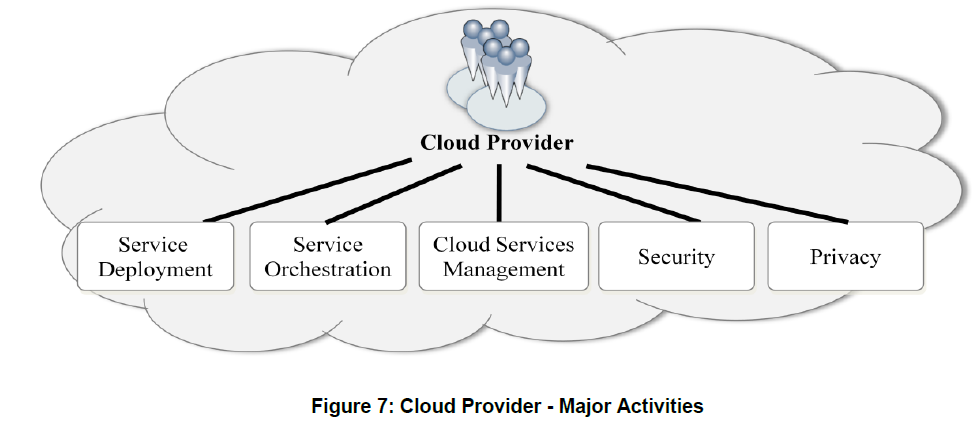 Cloud Provider
Service
Deployment
Service
Orchestration
Cloud Services
Management
Security
Privacy
Figure 7: Cloud Provider - Major Activities